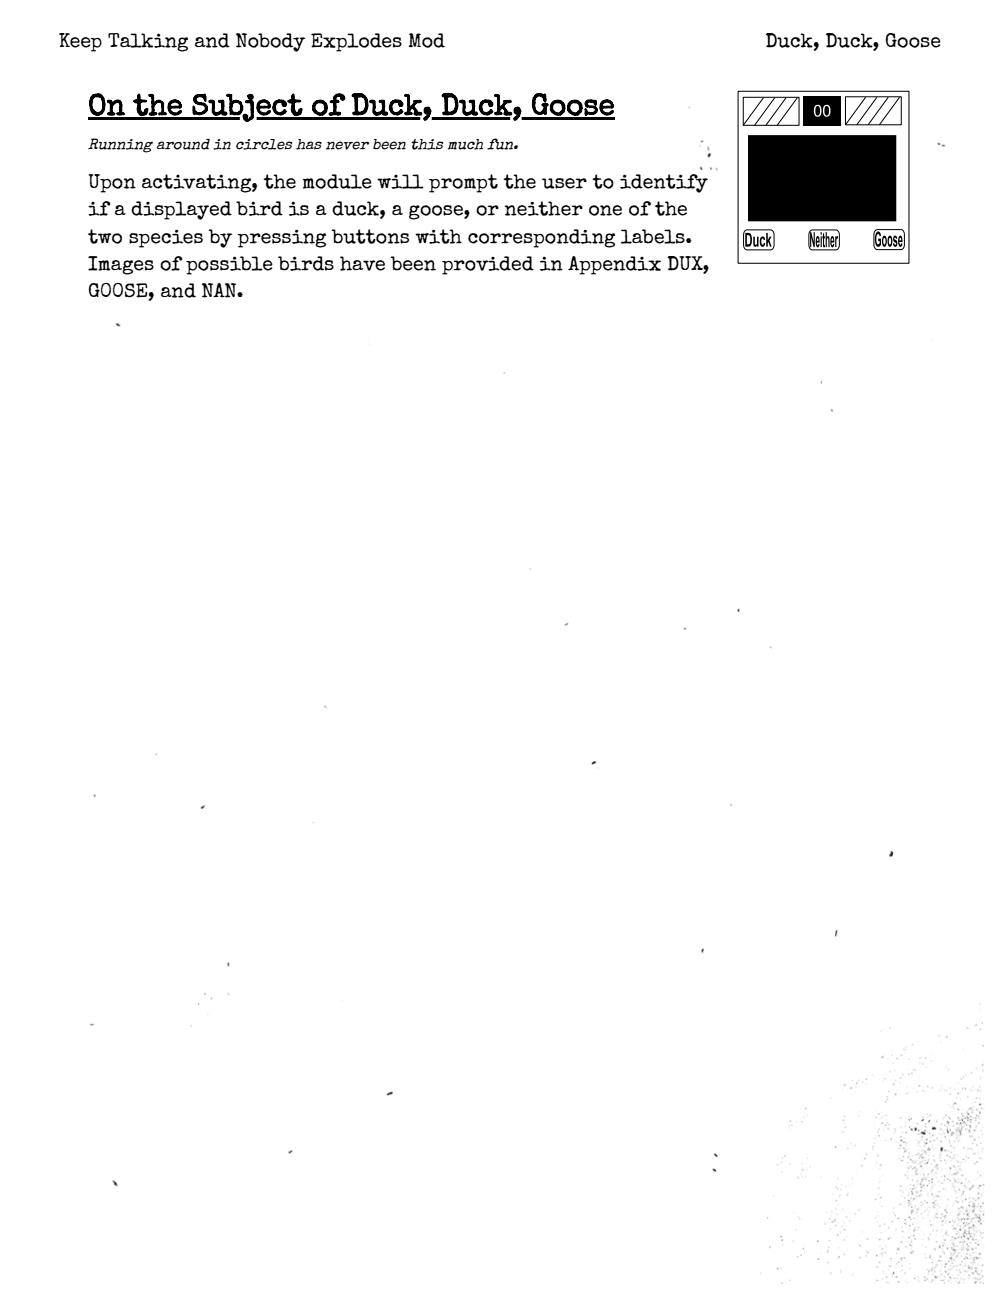 Keep Talking and Nobody Explodes Mod
Duck, Duck, Goose
On the Subject of Duck, Duck, Goose
00
Running around in circles has never been this much fun.
Upon activating, the module will prompt the user to identify
if a displayed bird is a duck, a goose, or neither one of the
two species by pressing buttons with corresponding labels.
Duck Neither Goose
Images of possible birds have been provided in Appendix DUX,
GOOSE, and NAN.